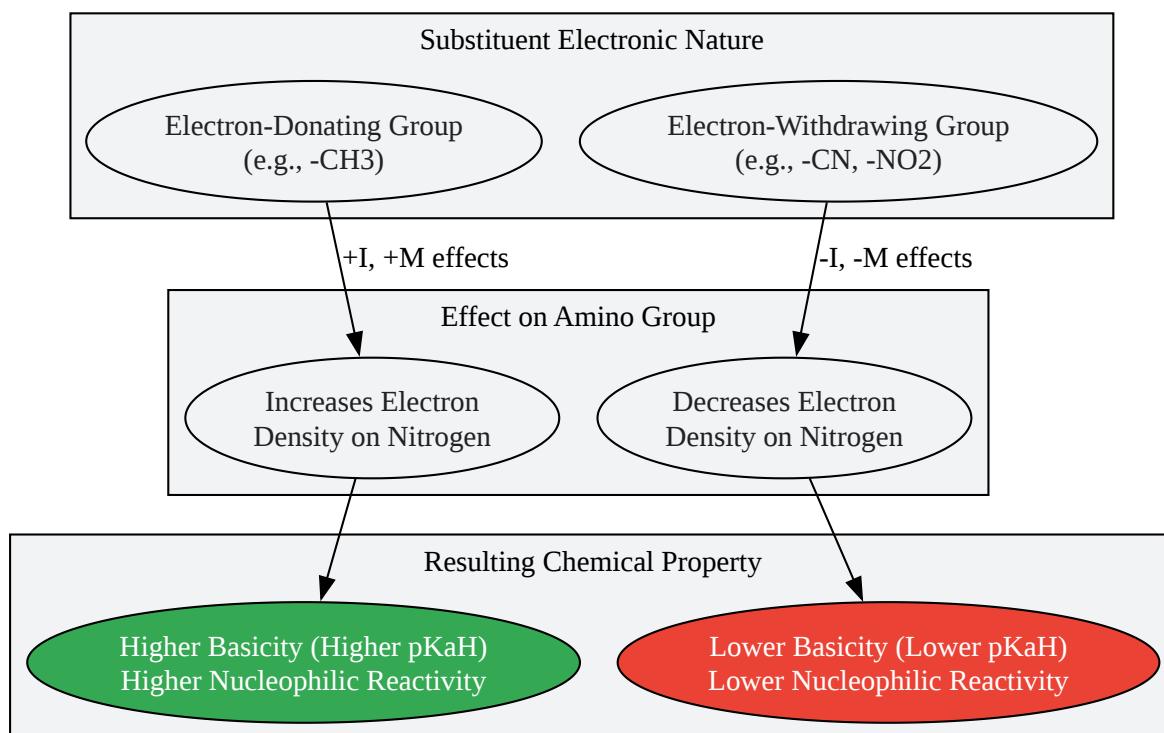 Substituent Electronic Nature
Electron-Donating Group
(e.g., -CH3)
Electron-Withdrawing Group
(e.g., -CN, -NO2)
+I, +M effects
-I, -M effects
Effect on Amino Group
Increases Electron
Density on Nitrogen
Decreases Electron
Density on Nitrogen
Resulting Chemical Property
Higher Basicity (Higher pKaH)
Higher Nucleophilic Reactivity
Lower Basicity (Lower pKaH)
Lower Nucleophilic Reactivity